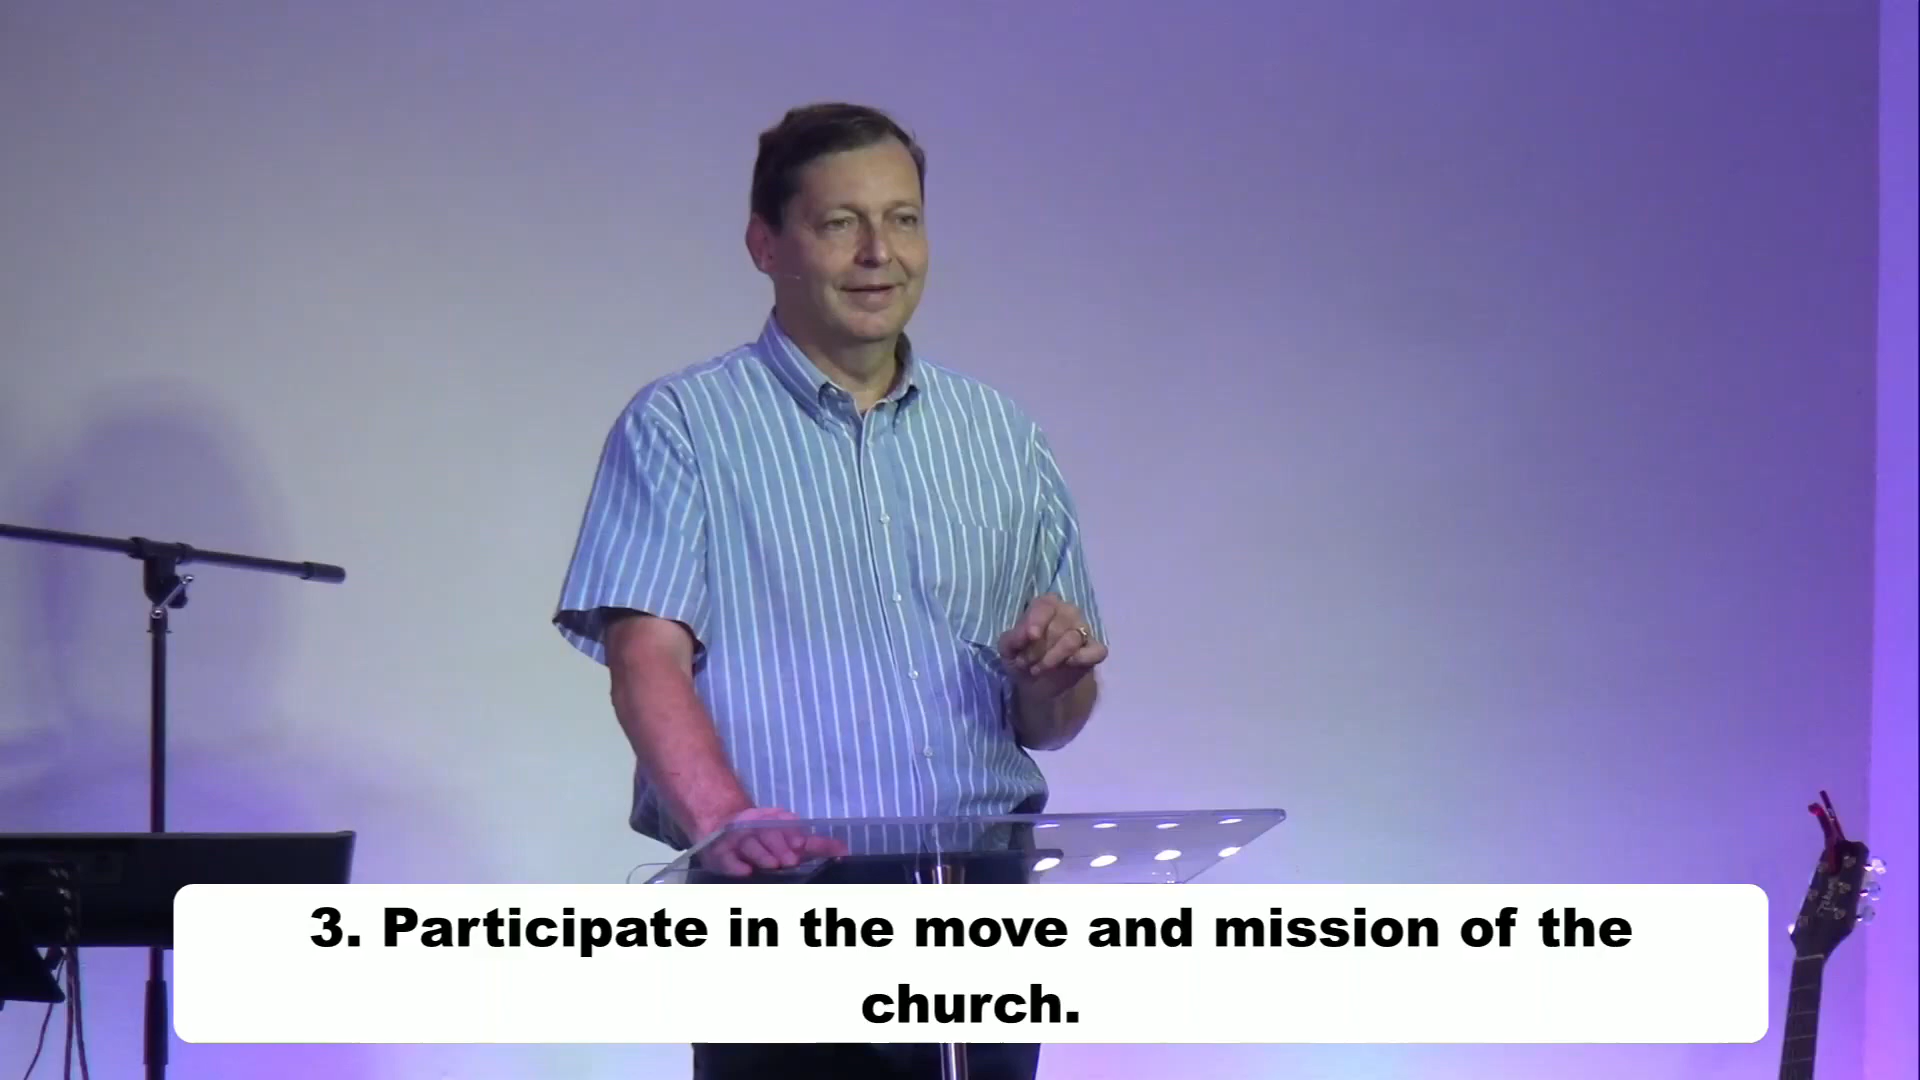 3. Participate in the move and mission of the
church.